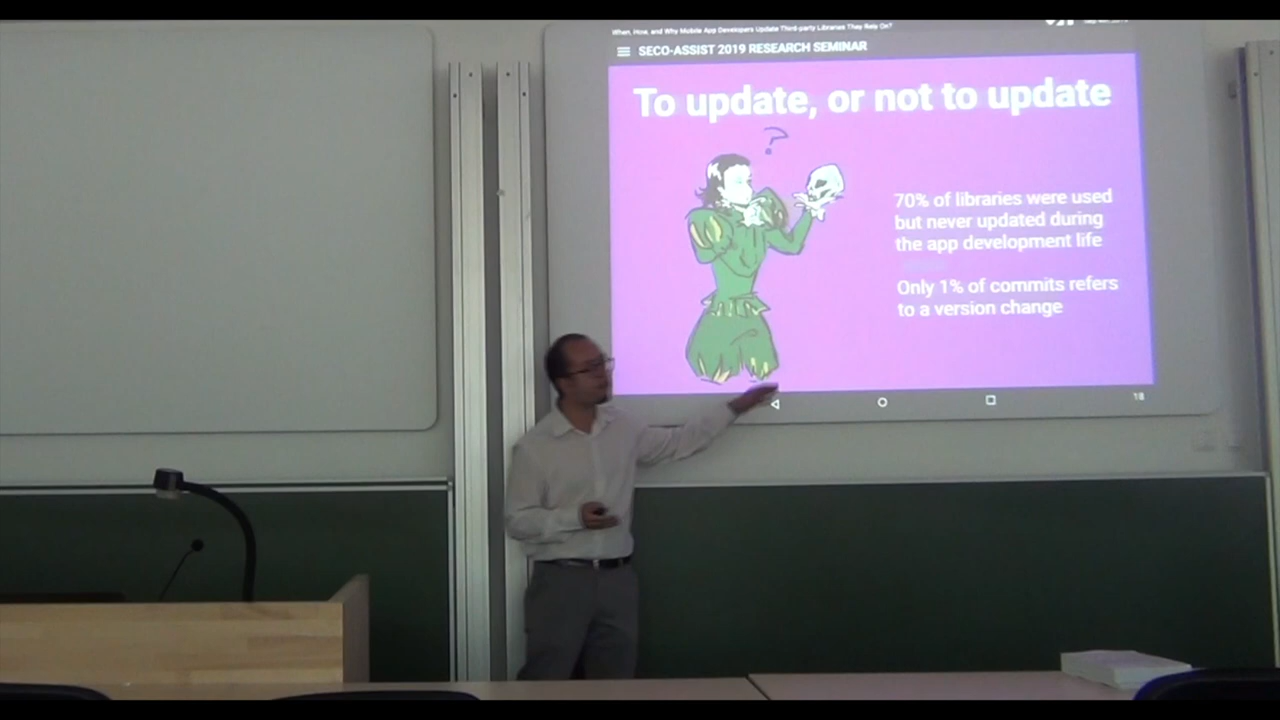 When, How, and Why Mobile App Developers Update Third-party Libraries They Rely On?
SECO-ASSIST 2019 RESEARCH SEMINAR
To update, or not to update
?
70% of libraries were used
but never updated during
the app development life
Only 1% of commits refers
to a version change
18